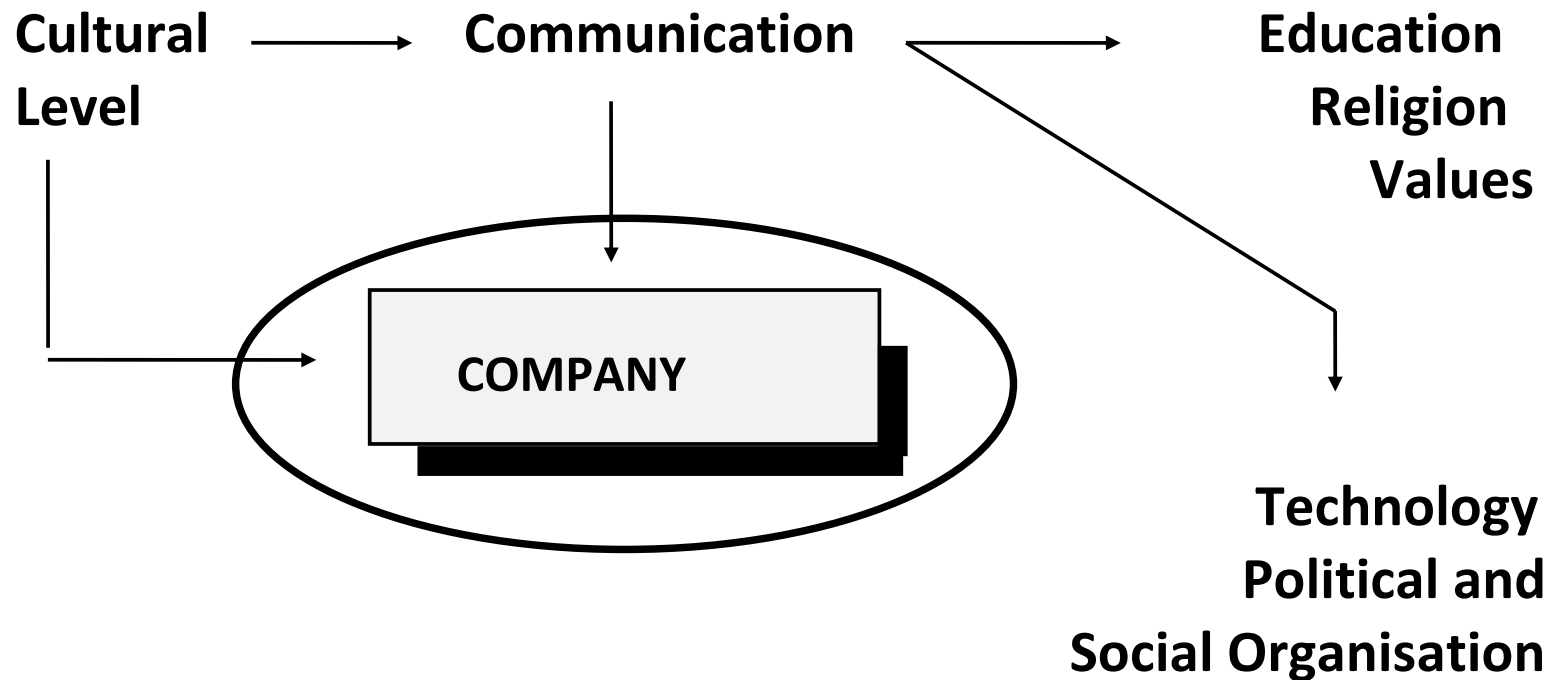 Cultural
Level
Communication
Education
Religion
Values
COMPANY
Technology
Political and
Social Organisation